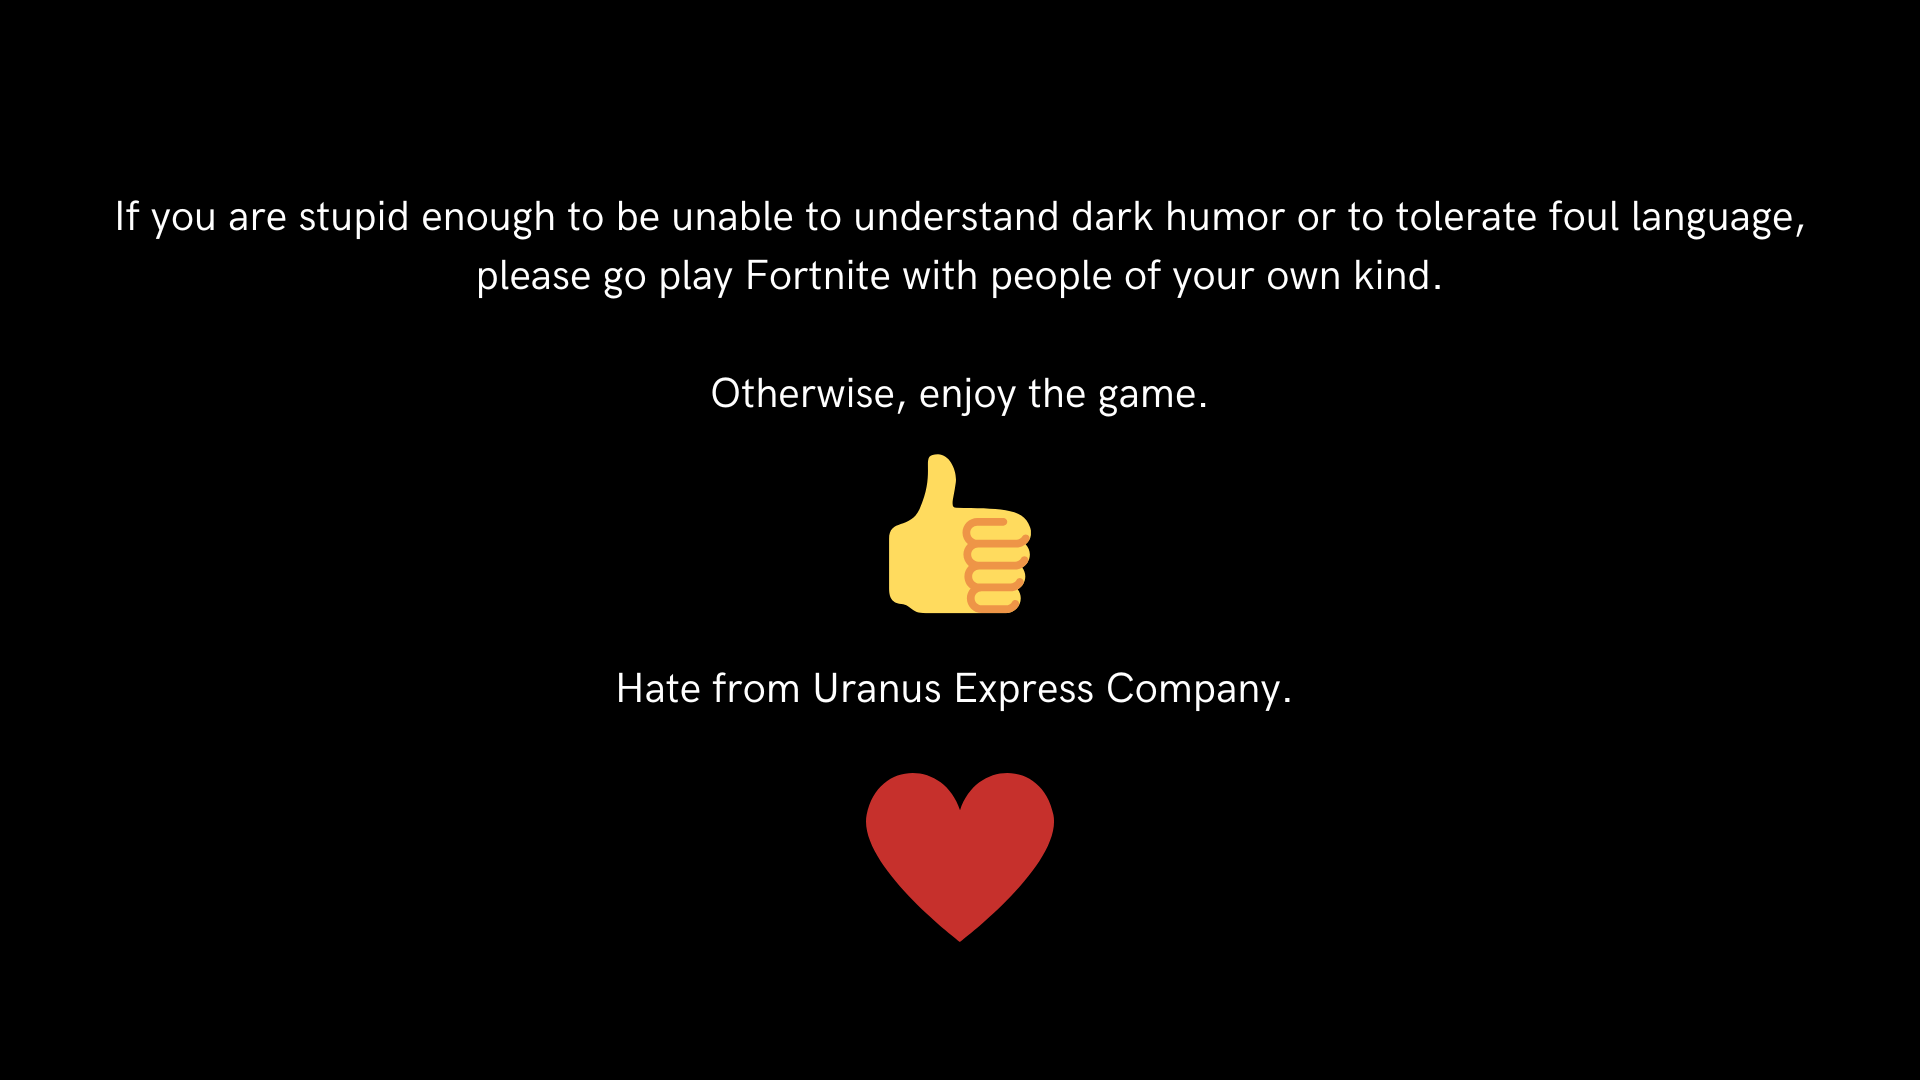 If you are stupid enough to be unable to understand dark humor or to tolerate foul language,
please go play Fortnite with people of your own kind.
Otherwise, enjoy the game.
Hate from Uranus Express Company.